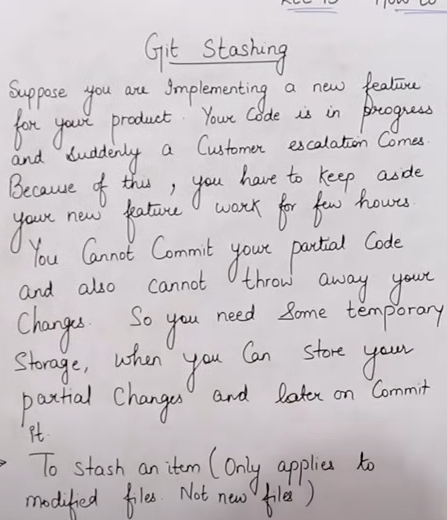 Git Stashing
Suppose you are Implementing a new feature
for your product. Your Code is in progress
and suddenly a Customer escalation Comes.
Because of this, you have to keep aside
your new feature work for few hours.
You Cannot Commit your partial Code
and also cannot throw away your
Changes. So you need Some temporary
Storage, when you Can store your
partial Changes and later on Commit
it.
To stash an item (Only applies to
modified files. Not new files)